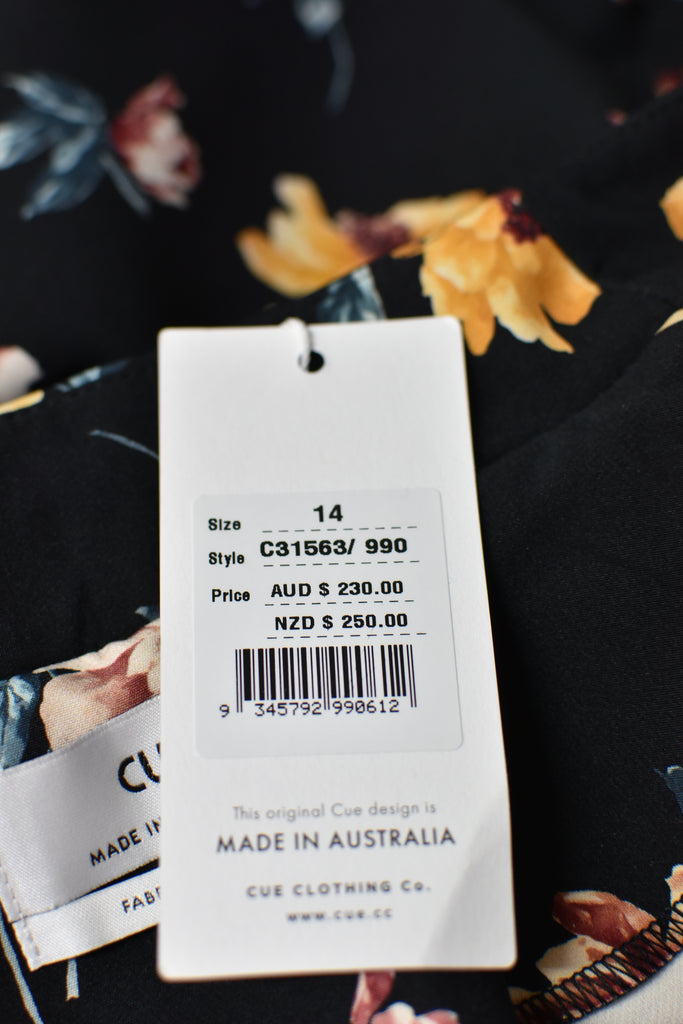 Size 14
Style C31563/ 990
Price AUD $ 230.00
NZD $ 250.00
9 345792 990612
This original Cue design is
MADE IN AUSTRALIA
CUE CLOTHING Co.
www.cue.cc
CU
MADE IN
FABR